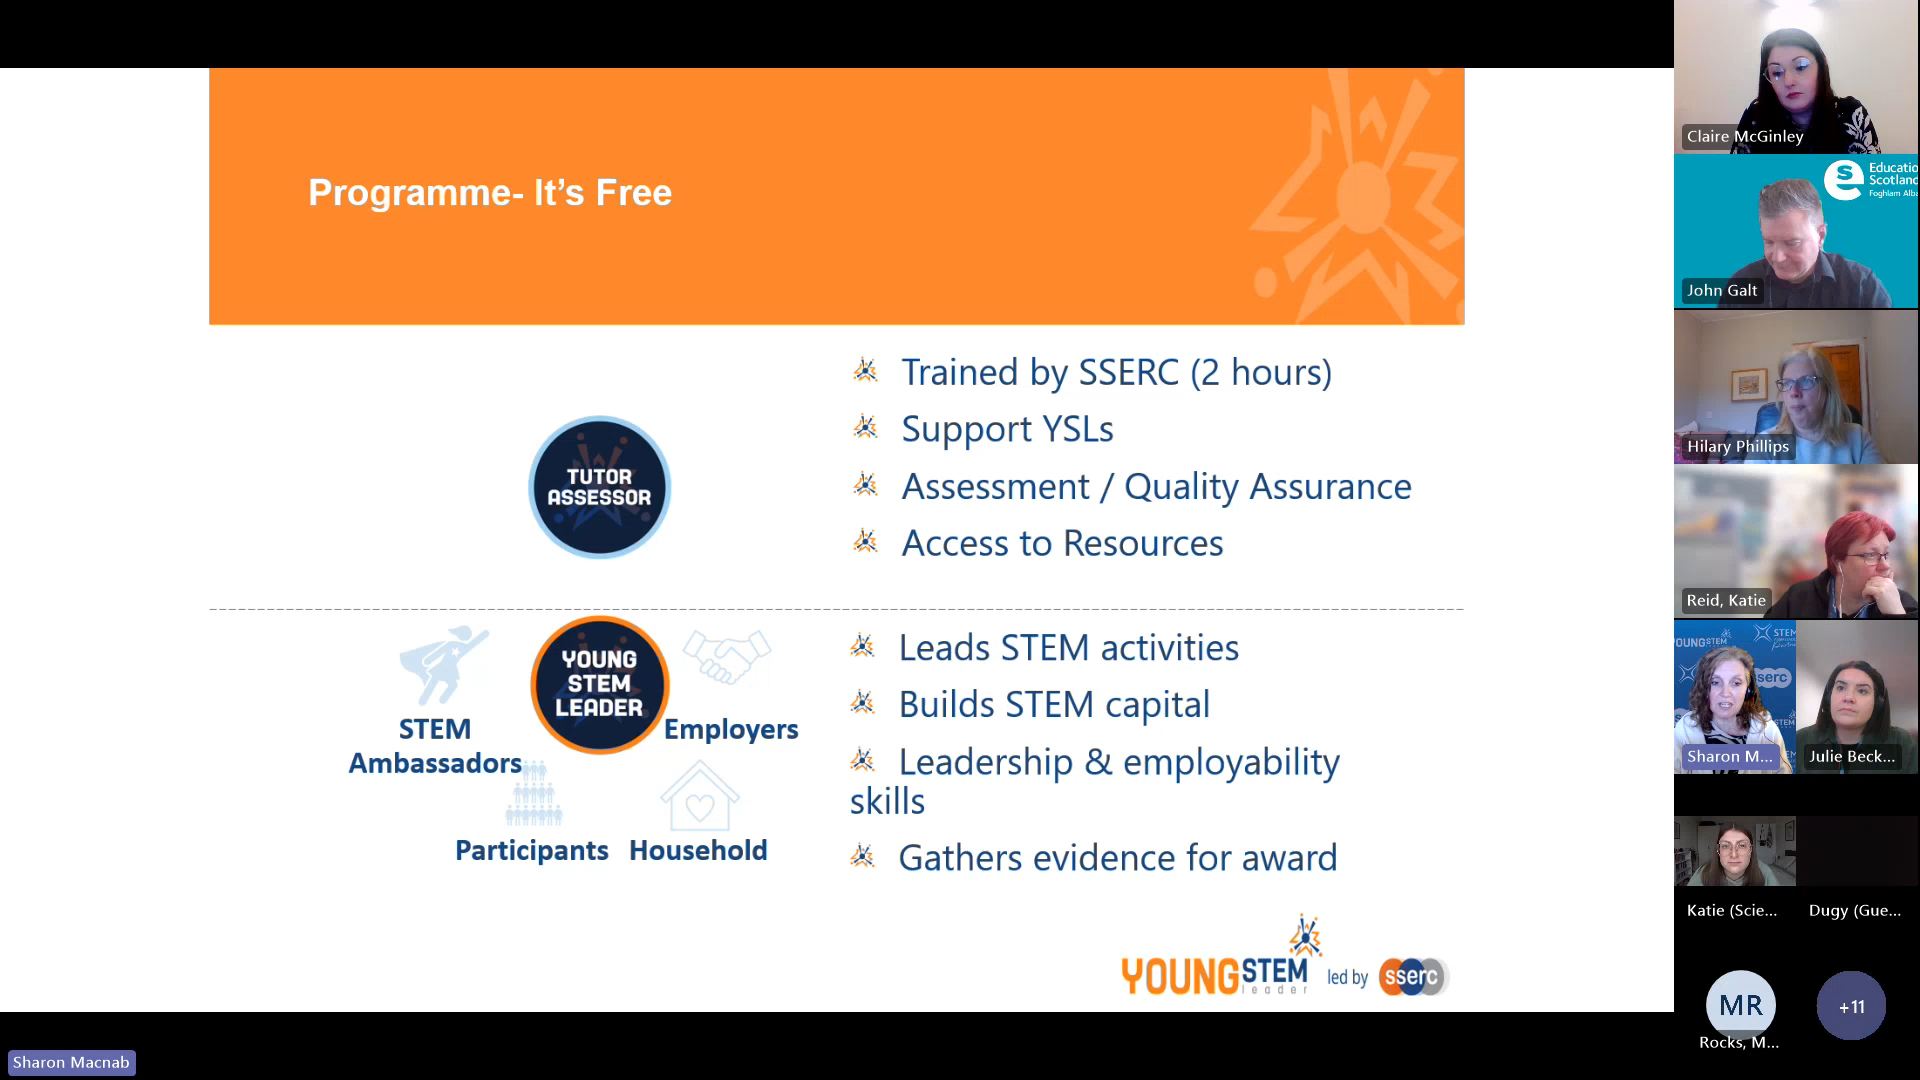 Programme- It's Free
TUTOR
ASSESSOR
Trained by SSERC (2 hours)
Support YSLs
Assessment / Quality Assurance
Access to Resources
STEM
Ambassadors
YOUNG
STEM
LEADER
Employers
Participants
Household
Leads STEM activities
Builds STEM capital
Leadership & employability
skills
Gathers evidence for award
YOUNGSTEM
leader
led by
sserc
Sharon Macnab
Claire McGinley
Educatio
Scotland
Foghlam Alba
John Galt
Hilary Phillips
Reid, Katie
Sharon M...
Julie Beck...
Katie (Scie...
Dugy (Gue...
MR
+11
Rocks, M...